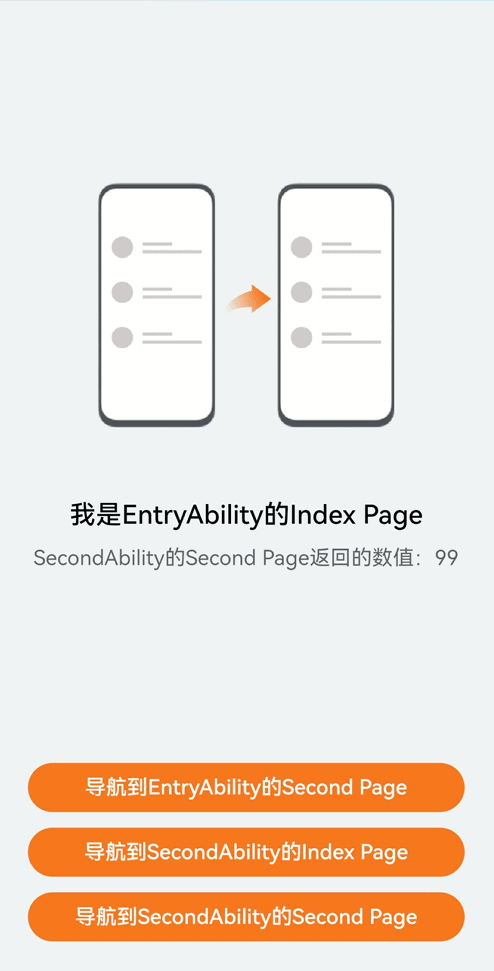 我是EntryAbility的Index Page
SecondAbility的Second Page返回的数值：99
导航到EntryAbility的Second Page
导航到SecondAbility的Index Page
导航到SecondAbility的Second Page